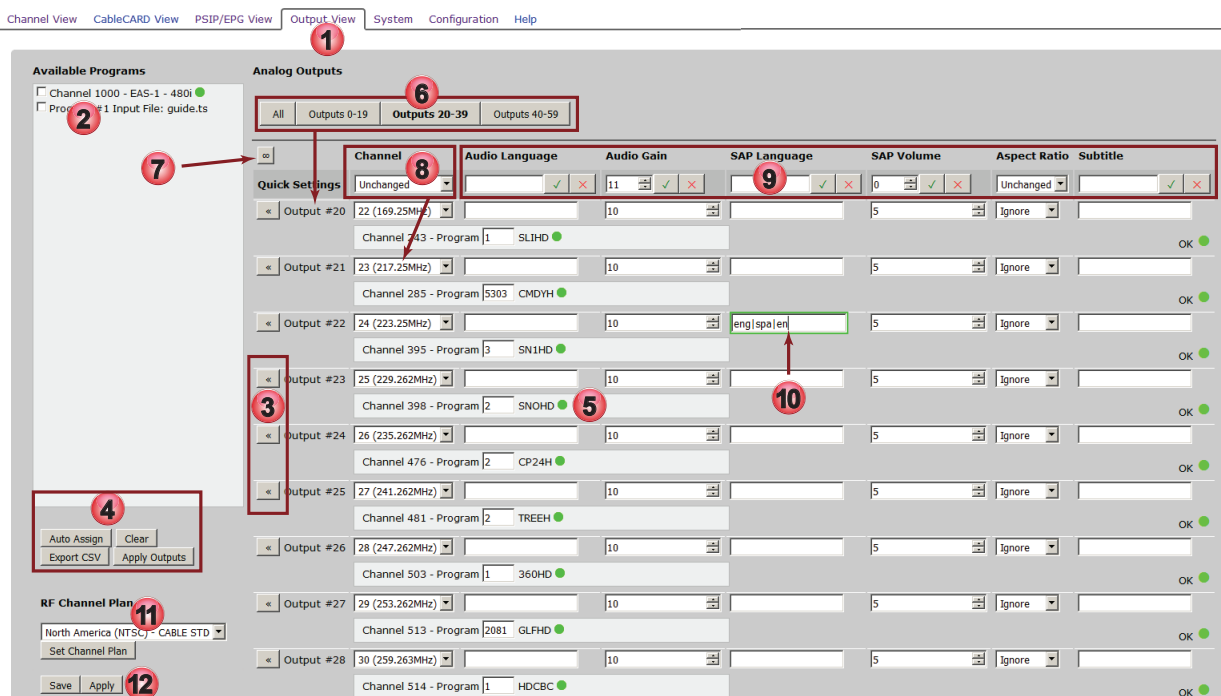 Channel View CableCARD View PSIP/EPG View Output View System Configuration Help
1
Available Programs
Channel 1000 - EAS-1 - 480i
#1 Input File: guide.ts
2
Analog Outputs
6
All Outputs 0-19 Outputs 20-39 Outputs 40-59
7
∞ Channel Audio Language Audio Gain SAP Language SAP Volume Aspect Ratio Subtitle
8
9
Quick Settings Unchanged ✓ × 11 ✓ × ✓ × 0 ✓ × Unchanged ✓ ×
« Output #20 22 (169.25MHz) 10 5 Ignore
Channel 243 - Program 1 SLIHD OK
« Output #21 23 (217.25MHz) 10 5 Ignore
Channel 285 - Program 5303 CMDYH OK
« Output #22 24 (223.25MHz) 10 eng|spa|en 5 Ignore
Channel 395 - Program 3 SN1HD OK
10
« Output #23 25 (229.262MHz) 10 5 Ignore
3
Channel 398 - Program 2 SNOHD 5 OK
« Output #24 26 (235.262MHz) 10 5 Ignore
Channel 476 - Program 2 CP24H OK
« Output #25 27 (241.262MHz) 10 5 Ignore
Channel 481 - Program 2 TREEH OK
4
Auto Assign Clear
Export CSV Apply Outputs
« Output #26 28 (247.262MHz) 10 5 Ignore
Channel 503 - Program 1 360HD OK
RF Channel Plan
11
North America (NTSC) - CABLE STD
Set Channel Plan
Save Apply
12
« Output #27 29 (253.262MHz) 10 5 Ignore
Channel 513 - Program 2081 GLFHD OK
« Output #28 30 (259.263MHz) 10 5 Ignore
Channel 514 - Program 1 HDCBC OK